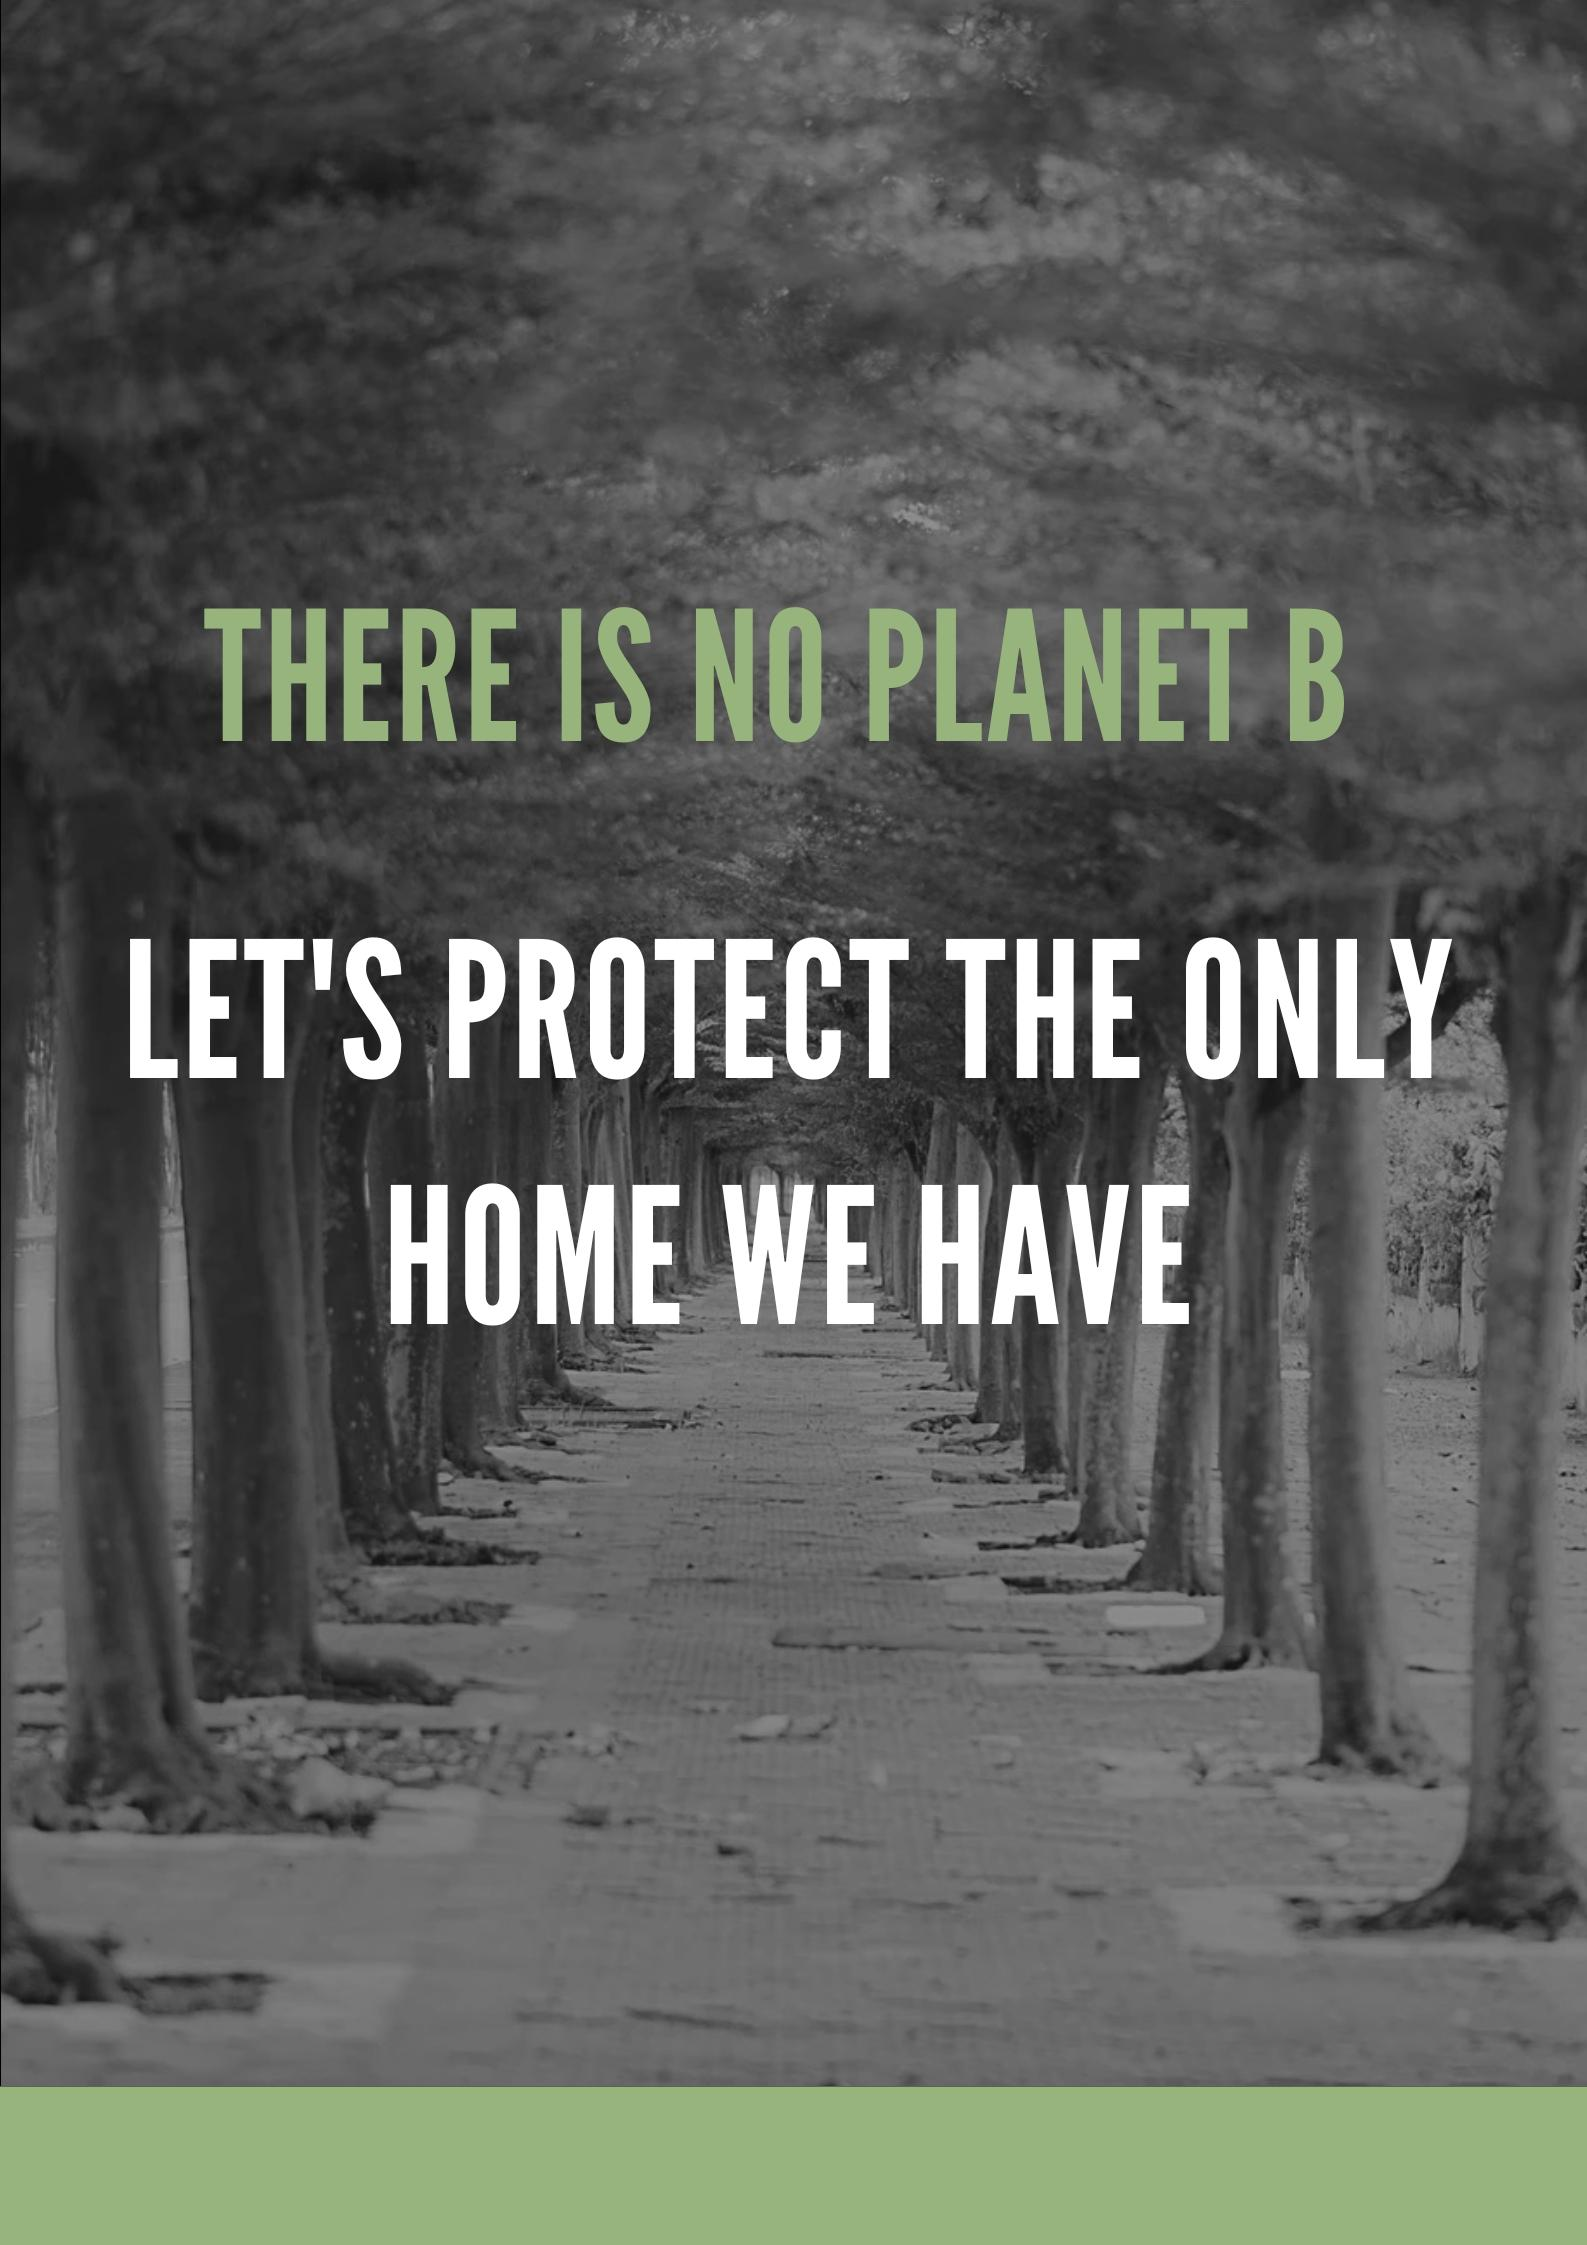 THERE IS NO PLANET B
LET'S PROTECT THE ONLY
HOME WE HAVE